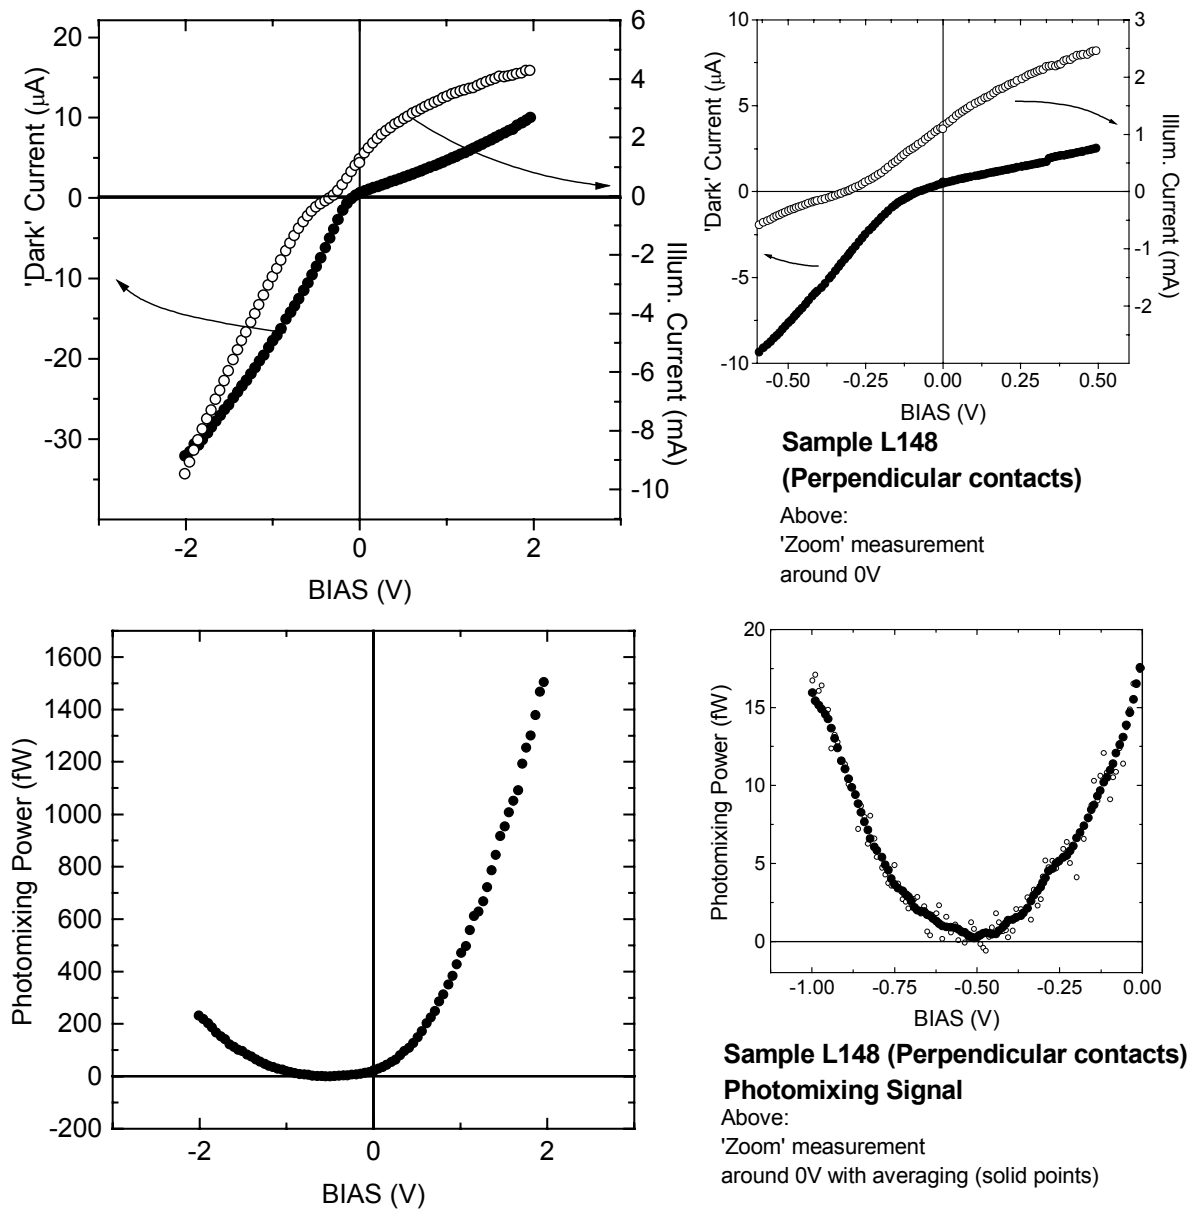 20
10
0
-10
-20
-30
'Dark' Current (μA)
6
4
2
0
-2
-4
-6
-8
-10
Illum. Current (mA)
-2
0
2
BIAS (V)
10
5
0
-5
-10
'Dark' Current (μA)
3
2
1
0
-1
-2
Illum. Current (mA)
-0.50
-0.25
0.00
0.25
0.50
BIAS (V)
Sample L148
(Perpendicular contacts)
Above:
'Zoom' measurement
around 0V
1600
1400
1200
1000
800
600
400
200
0
-200
Photomixing Power (fW)
-2
0
2
BIAS (V)
20
15
10
5
0
Photomixing Power (fW)
-1.00
-0.75
-0.50
-0.25
0.00
BIAS (V)
Sample L148 (Perpendicular contacts)
Photomixing Signal
Above:
'Zoom' measurement
around 0V with averaging (solid points)